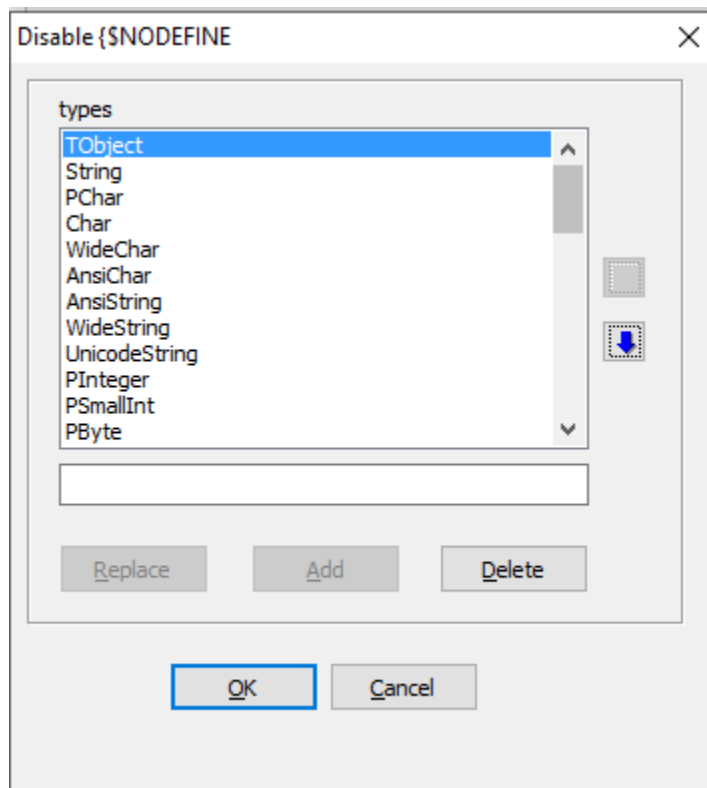 Disable {$NODEFINE
types
TObject
String
PChar
Char
WideChar
AnsiChar
AnsiString
WideString
UnicodeString
PInteger
PSmallInt
PByte
Replace
Add
Delete
OK
Cancel